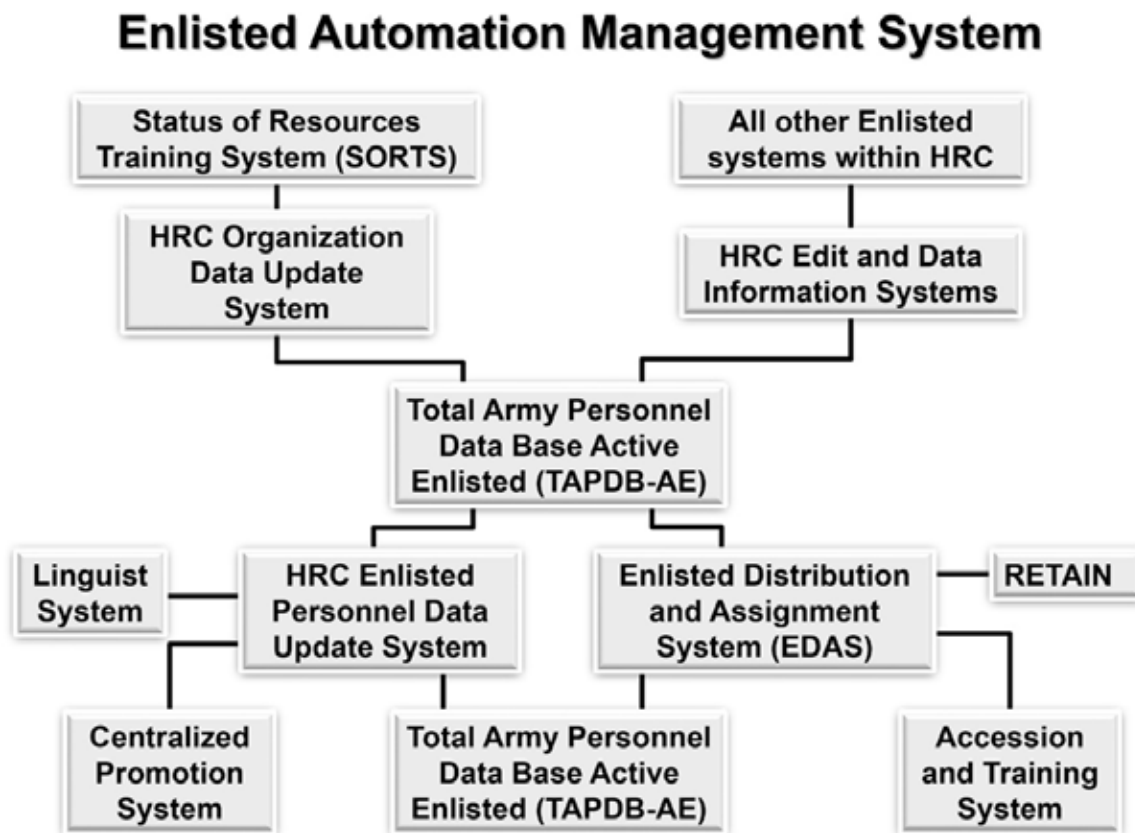 Enlisted Automation Management System
Status of Resources
Training System (SORTS)
All other Enlisted
systems within HRC
HRC Organization
Data Update
System
HRC Edit and Data
Information Systems
Total Army Personnel
Data Base Active
Enlisted (TAPDB-AE)
Linguist
System
HRC Enlisted
Personnel Data
Update System
Enlisted Distribution
and Assignment
System (EDAS)
RETAIN
Centralized
Promotion
System
Total Army Personnel
Data Base Active
Enlisted (TAPDB-AE)
Accession
and Training
System